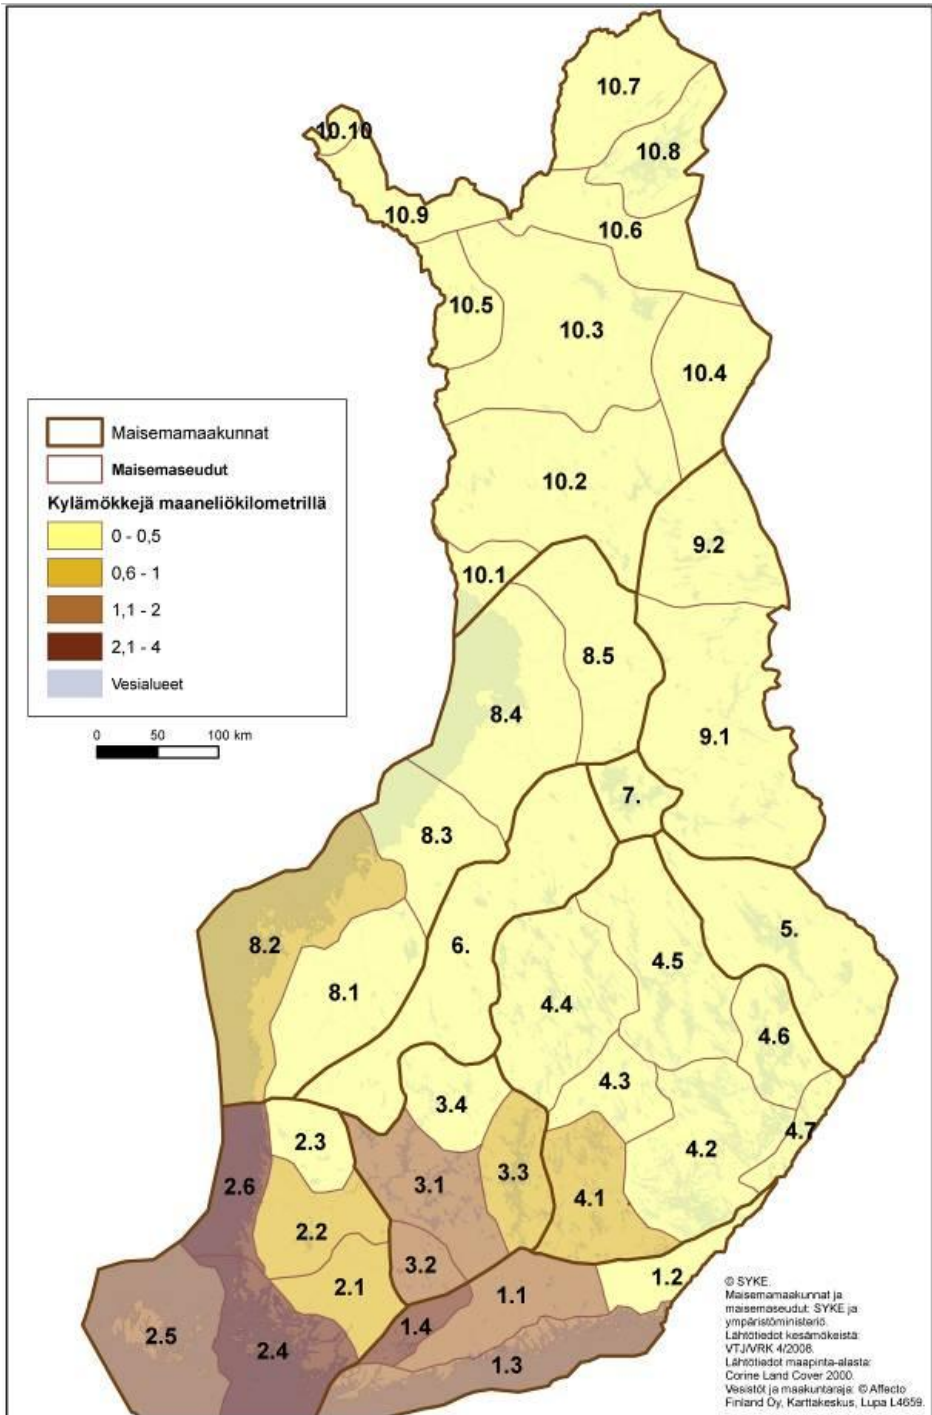 10.7
10.10
10.8
10.9
10.6
10.5
10.3
10.4
Maisemamaakunnat
Maisemaseudut
Kylämökkejä maaneliökilometrillä
0 - 0,5
0,6 - 1
1,1 - 2
2,1 - 4
Vesialueet
0 50 100 km
10.2
9.2
10.1
8.5
8.4
9.1
7.
8.3
8.2
6.
5.
4.5
8.1
4.4
4.6
4.3
3.4
2.3
4.7
4.2
2.6
3.1
3.3
4.1
2.2
3.2
2.1
1.2
1.1
2.5
1.4
2.4
1.3
© SYKE.
Maisemamaakunnat ja
maisemaseudut: SYKE ja
ympäristöministeriö.
Lähtötiedot kesämökeistä:
VTJ/VRK 4/2008.
Lähtötiedot maapinta-alasta:
Corine Land Cover 2000.
Vesistöt ja maakuntaraja: © Affecto
Finland Oy, Karttakeskus, Lupa L4659.